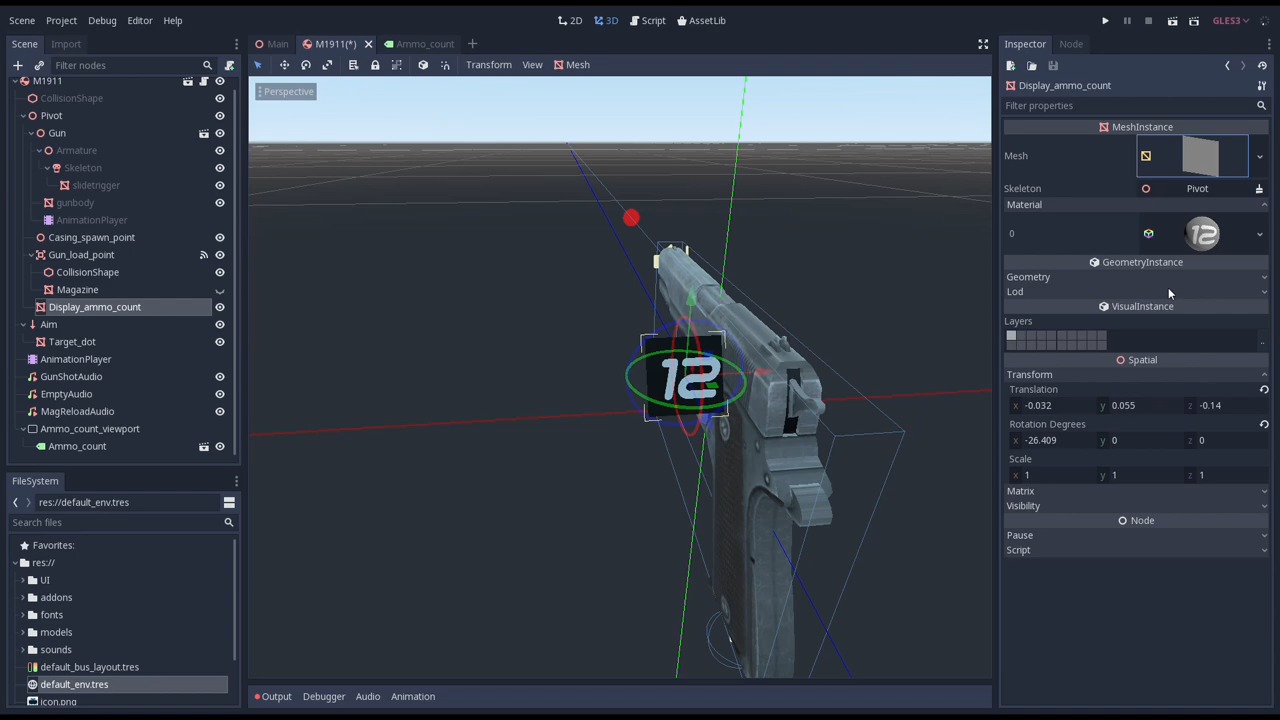 Scene Project Debug Editor Help
2D 3D Script AssetLib
GLES3
Scene Import
Main M1911(*) Ammo_count
Inspector Node
Filter nodes
Transform View Mesh
M1911
CollisionShape
Pivot
Gun
Armature
Skeleton
slidetrigger
gunbody
AnimationPlayer
Casing_spawn_point
Gun_load_point
CollisionShape
Magazine
Display_ammo_count
Aim
Target_dot
AnimationPlayer
GunShotAudio
EmptyAudio
MagReloadAudio
Ammo_count_viewport
Ammo_count
FileSystem
res://default_env.tres
Search files
Favorites:
res://
UI
addons
fonts
models
sounds
default_bus_layout.tres
default_env.tres
icon.png
Perspective
12
Output Debugger Audio Animation
Display_ammo_count
Filter properties
MeshInstance
Mesh
Skeleton Pivot
Material
0 12
GeometryInstance
Geometry
Lod
VisualInstance
Layers
..
Spatial
Transform
Translation
x -0.032 y 0.055 z -0.14
Rotation Degrees
x -26.409 y 0 z 0
Scale
x 1 y 1 z 1
Matrix
Visibility
Node
Pause
Script